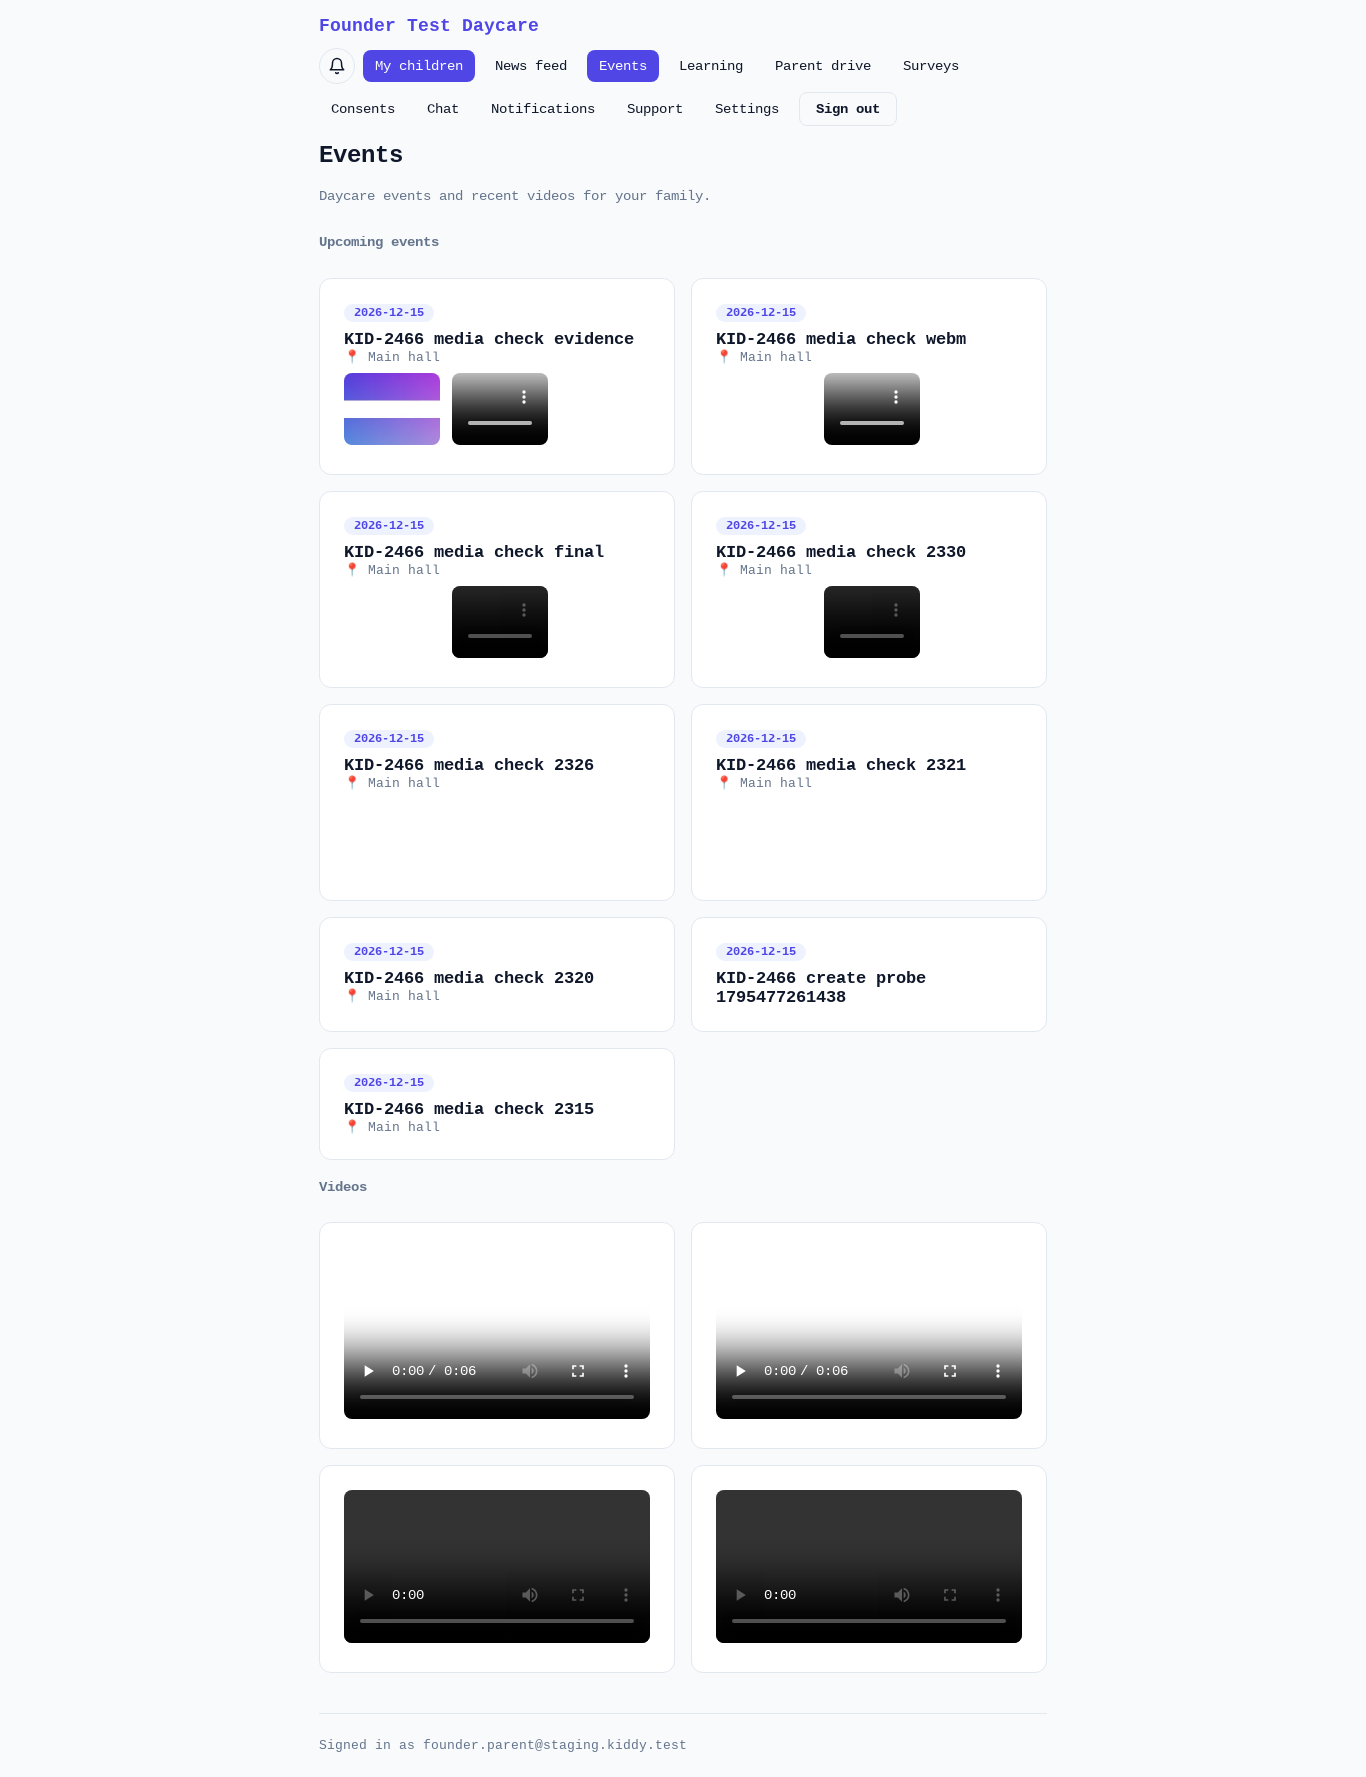 Founder Test Daycare
My children News feed Events Learning Parent drive Surveys
Consents Chat Notifications Support Settings Sign out
Events
Daycare events and recent videos for your family.
Upcoming events
2026-12-15
KID-2466 media check evidence
📍 Main hall
2026-12-15
KID-2466 media check webm
📍 Main hall
2026-12-15
KID-2466 media check final
📍 Main hall
2026-12-15
KID-2466 media check 2330
📍 Main hall
2026-12-15
KID-2466 media check 2326
📍 Main hall
2026-12-15
KID-2466 media check 2321
📍 Main hall
2026-12-15
KID-2466 media check 2320
📍 Main hall
2026-12-15
KID-2466 create probe
1795477261438
2026-12-15
KID-2466 media check 2315
📍 Main hall
Videos
0:00 / 0:06
0:00 / 0:06
0:00
0:00
Signed in as founder.parent@staging.kiddy.test